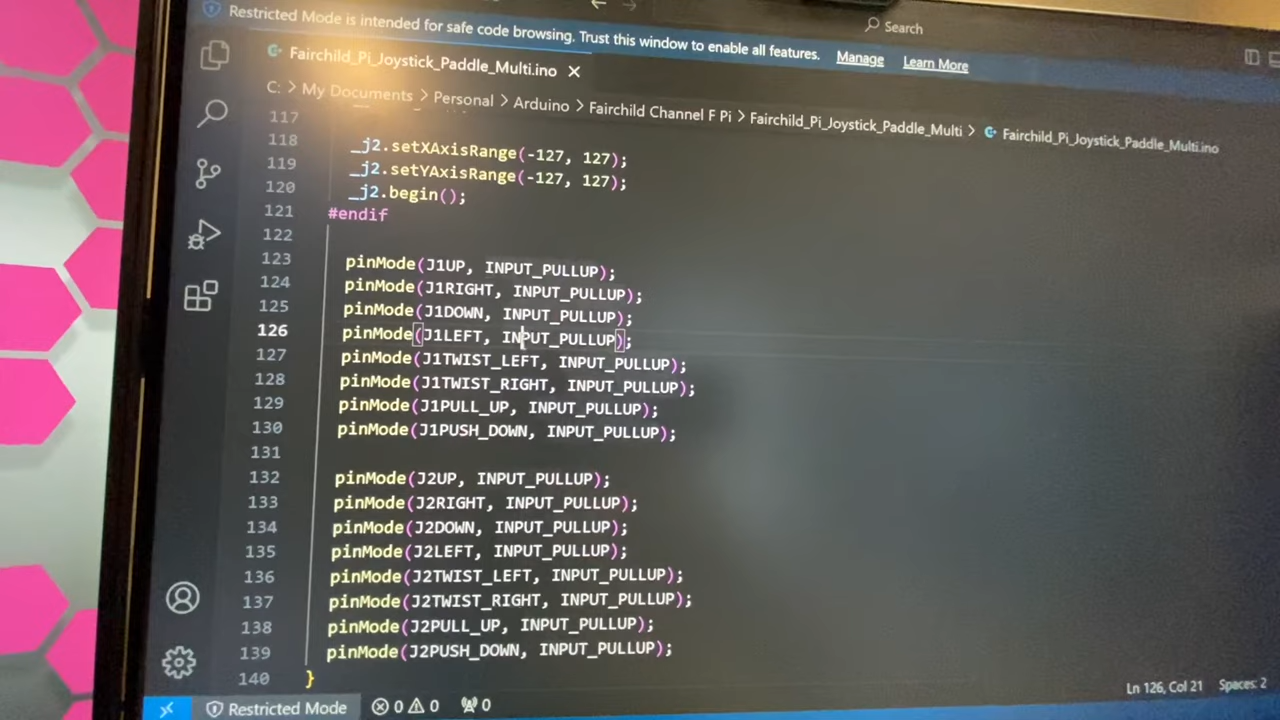 Search
Restricted Mode is intended for safe code browsing. Trust this window to enable all features. Manage Learn More
Fairchild_Pi_Joystick_Paddle_Multi.ino
C: > My Documents > Personal > Arduino > Fairchild Channel F Pi > Fairchild_Pi_Joystick_Paddle_Multi > Fairchild_Pi_Joystick_Paddle_Multi.ino
117
118 _j2.setXAxisRange(-127, 127);
119 _j2.setYAxisRange(-127, 127);
120 _j2.begin();
121 #endif
122
123 pinMode(J1UP, INPUT_PULLUP);
124 pinMode(J1RIGHT, INPUT_PULLUP);
125 pinMode(J1DOWN, INPUT_PULLUP);
126 pinMode(J1LEFT, INPUT_PULLUP);
127 pinMode(J1TWIST_LEFT, INPUT_PULLUP);
128 pinMode(J1TWIST_RIGHT, INPUT_PULLUP);
129 pinMode(J1PULL_UP, INPUT_PULLUP);
130 pinMode(J1PUSH_DOWN, INPUT_PULLUP);
131
132 pinMode(J2UP, INPUT_PULLUP);
133 pinMode(J2RIGHT, INPUT_PULLUP);
134 pinMode(J2DOWN, INPUT_PULLUP);
135 pinMode(J2LEFT, INPUT_PULLUP);
136 pinMode(J2TWIST_LEFT, INPUT_PULLUP);
137 pinMode(J2TWIST_RIGHT, INPUT_PULLUP);
138 pinMode(J2PULL_UP, INPUT_PULLUP);
139 pinMode(J2PUSH_DOWN, INPUT_PULLUP);
140 }
Ln 126, Col 21 Spaces: 2
Restricted Mode 0 0 0